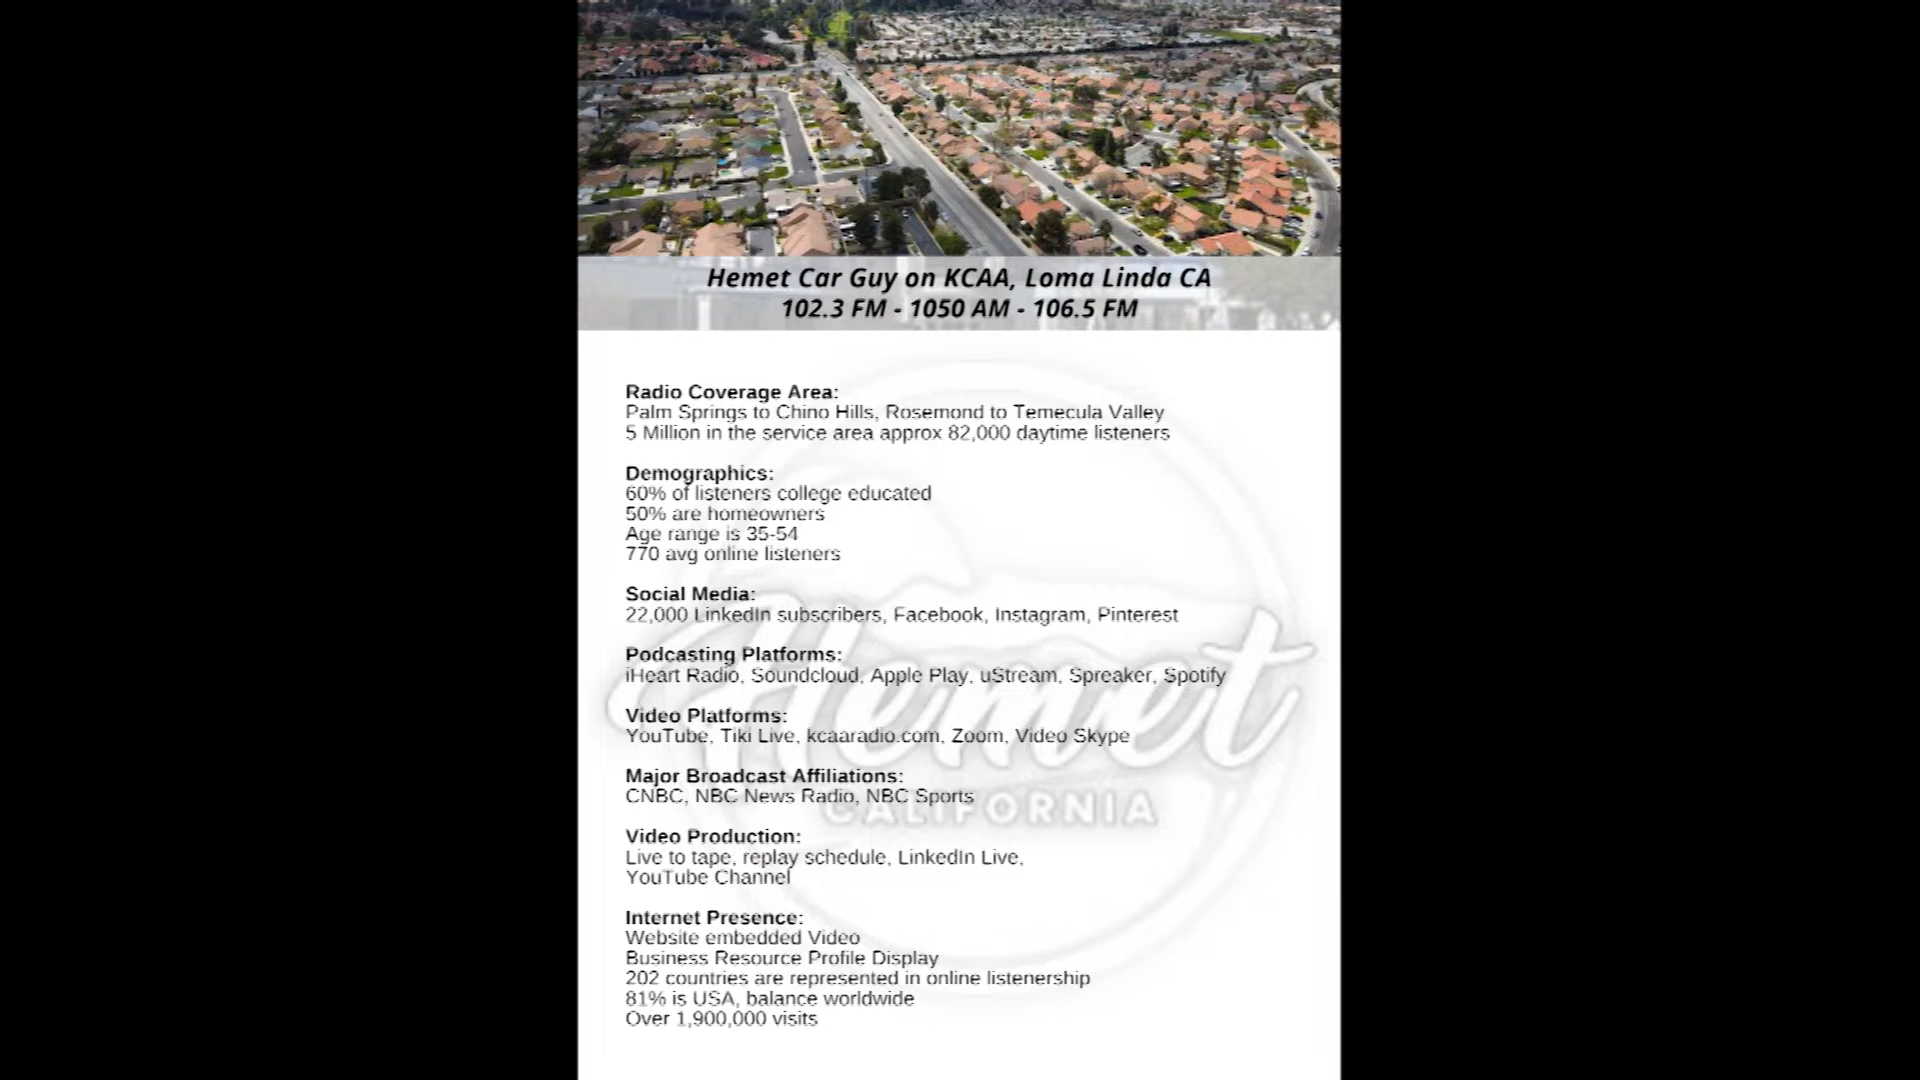 Hemet Car Guy on KCAA, Loma Linda CA
102.3 FM - 1050 AM - 106.5 FM
Radio Coverage Area:
Palm Springs to Chino Hills, Rosemond to Temecula Valley
5 Million in the service area approx 82,000 daytime listeners
Demographics:
60% of listeners college educated
50% are homeowners
Age range is 35-54
770 avg online listeners
Social Media:
22,000 LinkedIn subscribers, Facebook, Instagram, Pinterest
Podcasting Platforms:
iHeart Radio, Soundcloud, Apple Play, uStream, Spreaker, Spotify
Video Platforms:
YouTube, Tiki Live, kcaaradio.com, Zoom, Video Skype
Major Broadcast Affiliations:
CNBC, NBC News Radio, NBC Sports
Video Production:
Live to tape, replay schedule, LinkedIn Live,
YouTube Channel
Internet Presence:
Website embedded Video
Business Resource Profile Display
202 countries are represented in online listenership
81% is USA, balance worldwide
Over 1,900,000 visits
Hemet
CALIFORNIA